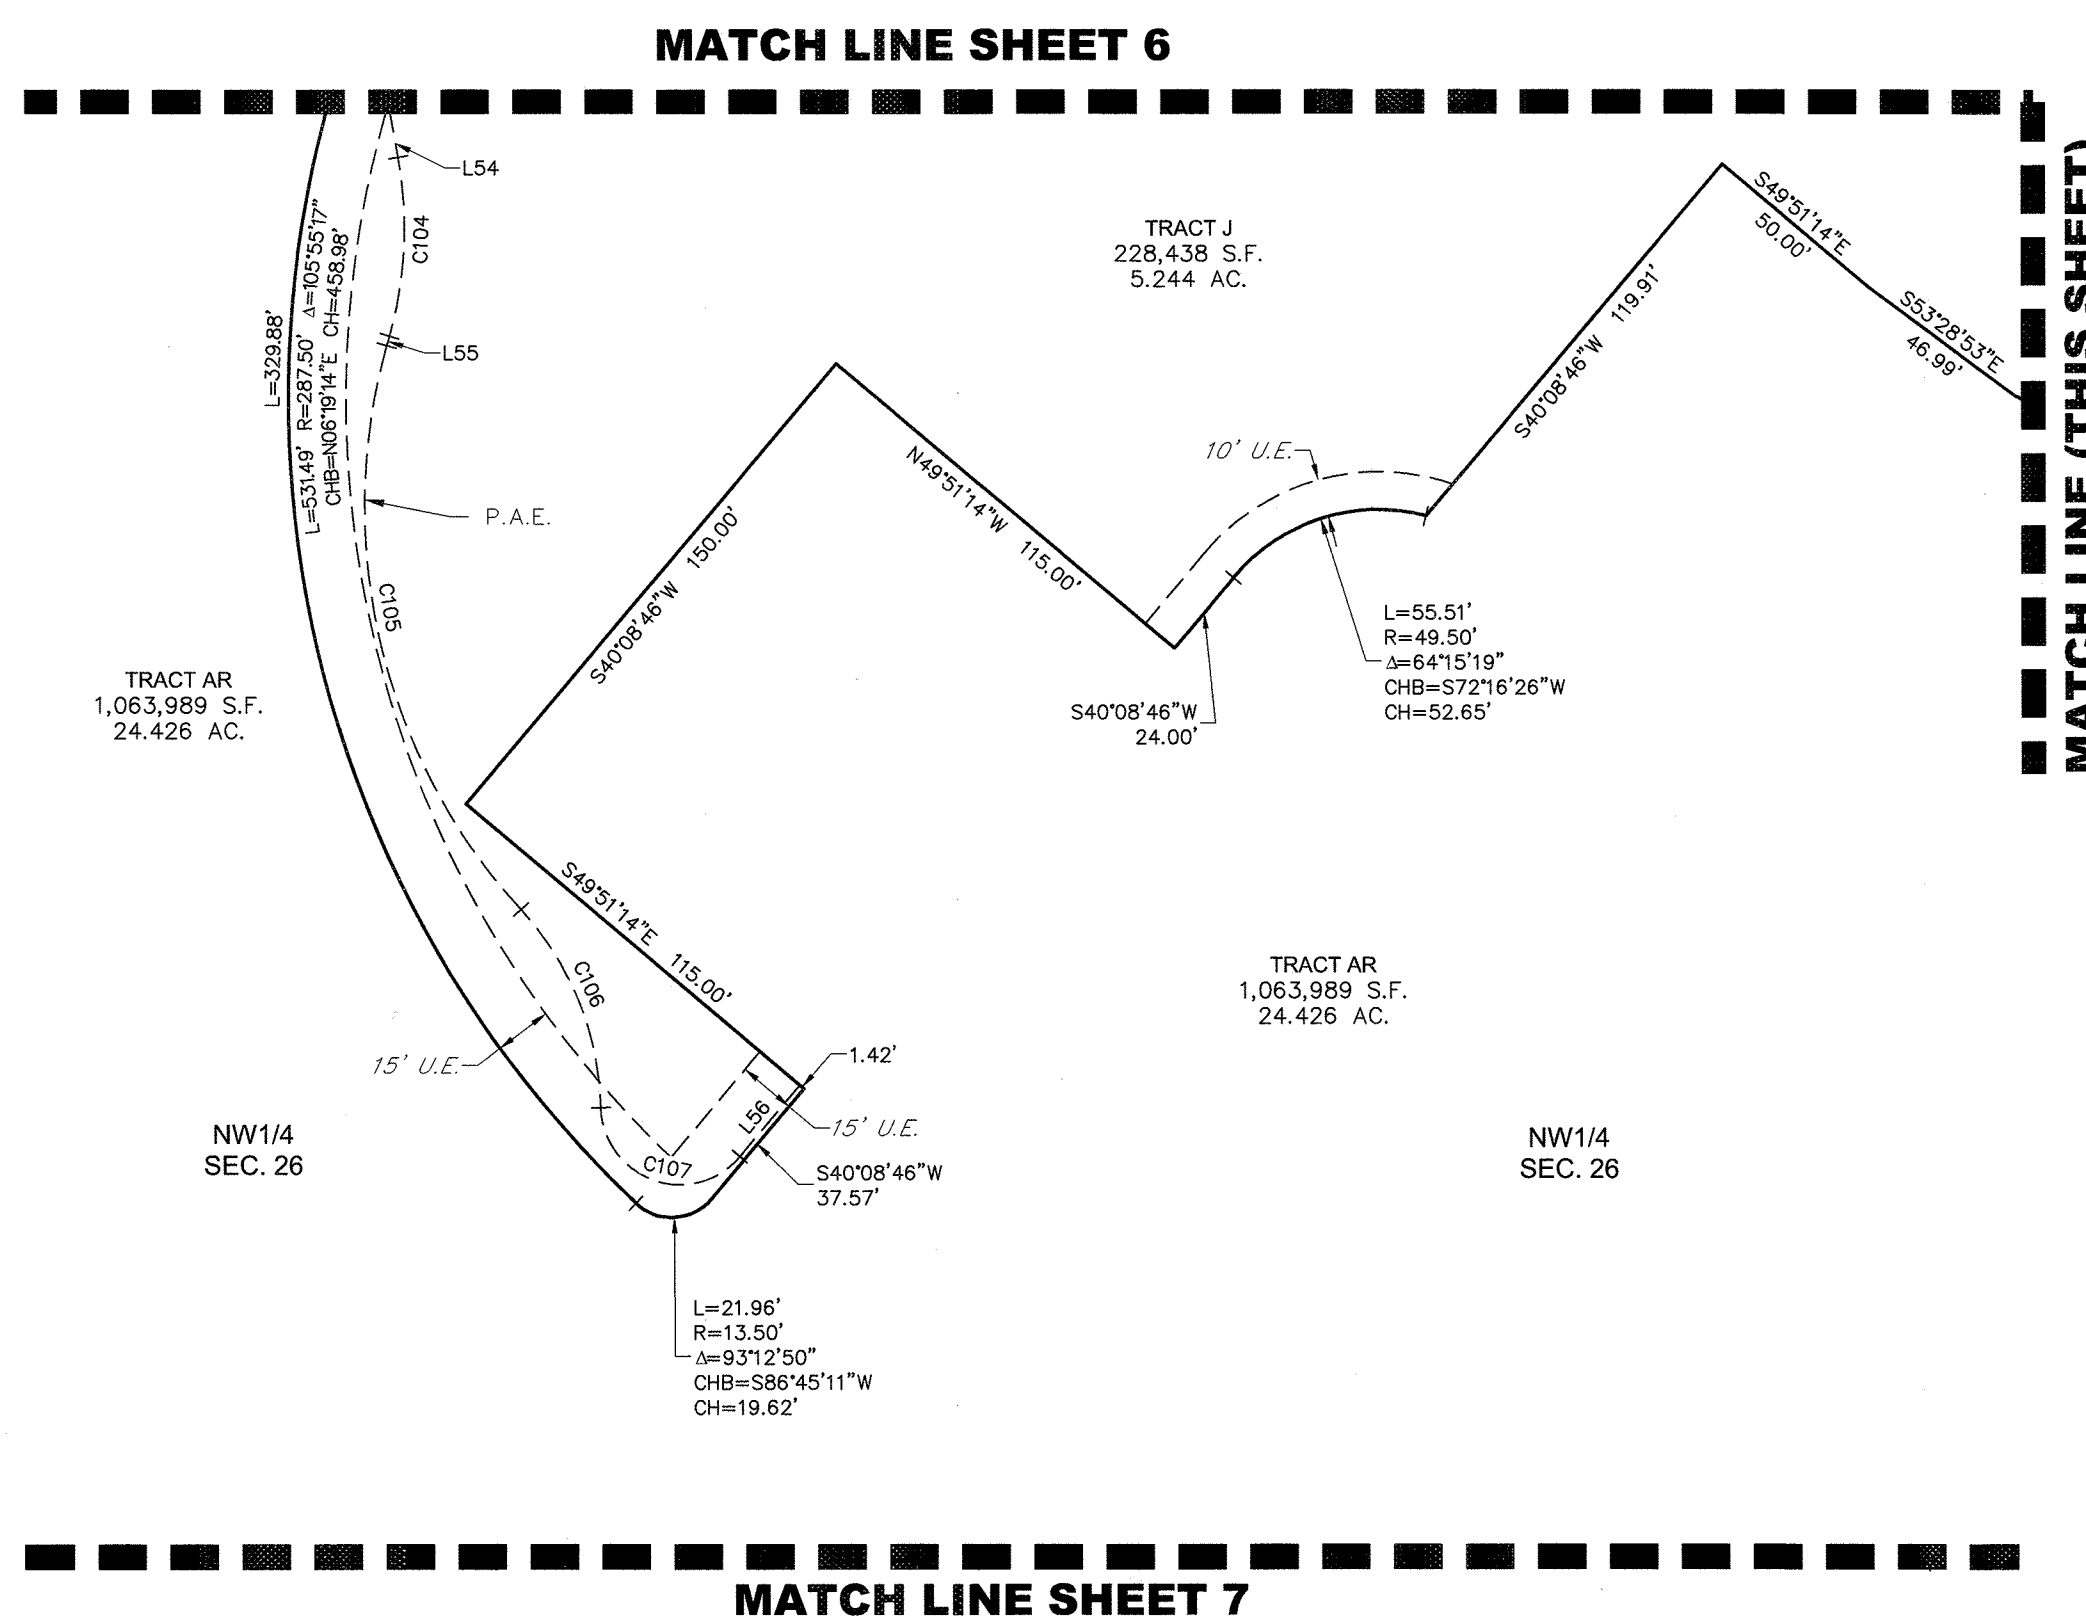 MATCH LINE SHEET 6
L54
C104
L=329.88'
L=531.49' R=287.50' Δ=105°55'17"
CHB=N06°19'14"E CH=458.98'
L55
P.A.E.
C105
TRACT J
228,438 S.F.
5.244 AC.
S49°51'14"E
50.00'
S53°28'53"E
46.99'
S40°08'46"W 119.91'
MATCH LINE (THIS SHEET)
10' U.E.
N49°51'14"W 115.00'
S40°08'46"W 150.00'
L=55.51'
R=49.50'
Δ=64°15'19"
CHB=S72°16'26"W
CH=52.65'
S40°08'46"W
24.00'
TRACT AR
1,063,989 S.F.
24.426 AC.
S49°51'14"E 115.00'
C106
TRACT AR
1,063,989 S.F.
24.426 AC.
15' U.E.
1.42'
L56
15' U.E.
C107
S40°08'46"W
37.57'
NW1/4
SEC. 26
NW1/4
SEC. 26
L=21.96'
R=13.50'
Δ=93°12'50"
CHB=S86°45'11"W
CH=19.62'
MATCH LINE SHEET 7